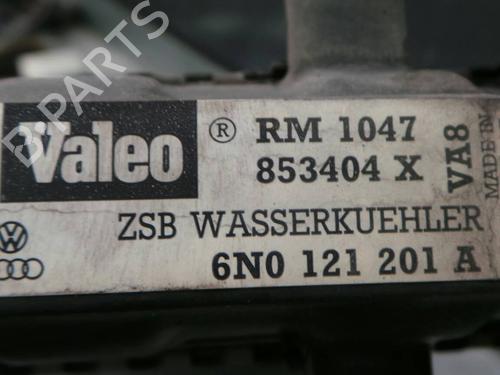 B-PARTS
Valeo ® RM 1047
853404 X
VA8
MADE IN
ZSB WASSERKUEHLER
6N0 121 201 A